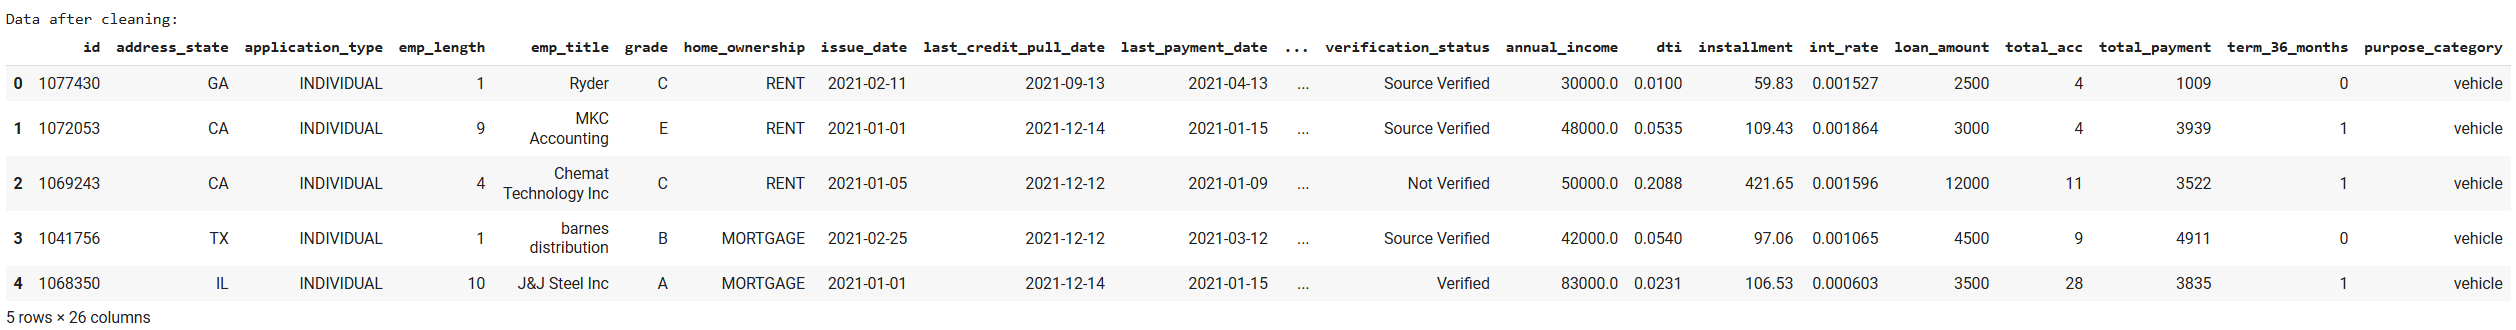 Data after cleaning:
id address_state application_type emp_length emp_title grade home_ownership issue_date last_credit_pull_date last_payment_date ... verification_status annual_income dti installment int_rate loan_amount total_acc total_payment term_36_months purpose_category
0 1077430 GA INDIVIDUAL 1 Ryder C RENT 2021-02-11 2021-09-13 2021-04-13 ... Source Verified 30000.0 0.0100 59.83 0.001527 2500 4 1009 0 vehicle
1 1072053 CA INDIVIDUAL 9 MKC Accounting E RENT 2021-01-01 2021-12-14 2021-01-15 ... Source Verified 48000.0 0.0535 109.43 0.001864 3000 4 3939 1 vehicle
2 1069243 CA INDIVIDUAL 4 Chemat Technology Inc C RENT 2021-01-05 2021-12-12 2021-01-09 ... Not Verified 50000.0 0.2088 421.65 0.001596 12000 11 3522 1 vehicle
3 1041756 TX INDIVIDUAL 1 barnes distribution B MORTGAGE 2021-02-25 2021-12-12 2021-03-12 ... Source Verified 42000.0 0.0540 97.06 0.001065 4500 9 4911 0 vehicle
4 1068350 IL INDIVIDUAL 10 J&J Steel Inc A MORTGAGE 2021-01-01 2021-12-14 2021-01-15 ... Verified 83000.0 0.0231 106.53 0.000603 3500 28 3835 1 vehicle
5 rows × 26 columns